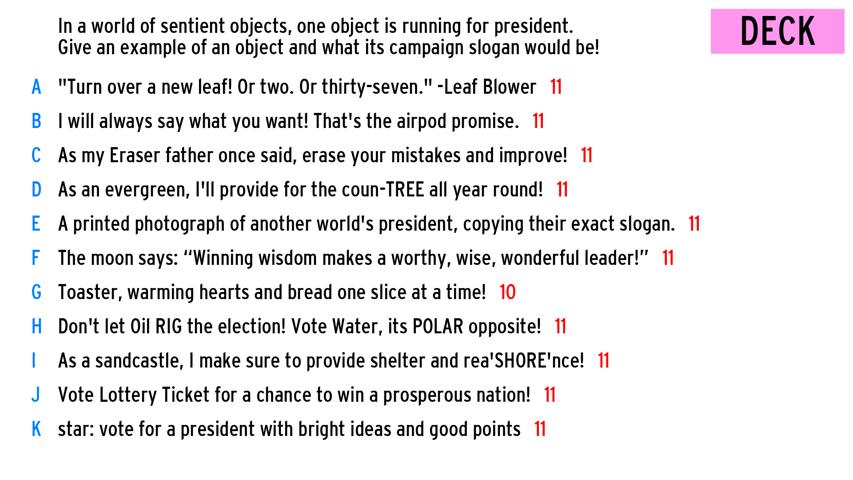 In a world of sentient objects, one object is running for president.
Give an example of an object and what its campaign slogan would be!
DECK
A "Turn over a new leaf! Or two. Or thirty-seven." -Leaf Blower 11
B I will always say what you want! That's the airpod promise. 11
C As my Eraser father once said, erase your mistakes and improve! 11
D As an evergreen, I'll provide for the coun-TREE all year round! 11
E A printed photograph of another world's president, copying their exact slogan. 11
F The moon says: “Winning wisdom makes a worthy, wise, wonderful leader!” 11
G Toaster, warming hearts and bread one slice at a time! 10
H Don't let Oil RIG the election! Vote Water, its POLAR opposite! 11
I As a sandcastle, I make sure to provide shelter and rea'SHORE'nce! 11
J Vote Lottery Ticket for a chance to win a prosperous nation! 11
K star: vote for a president with bright ideas and good points 11